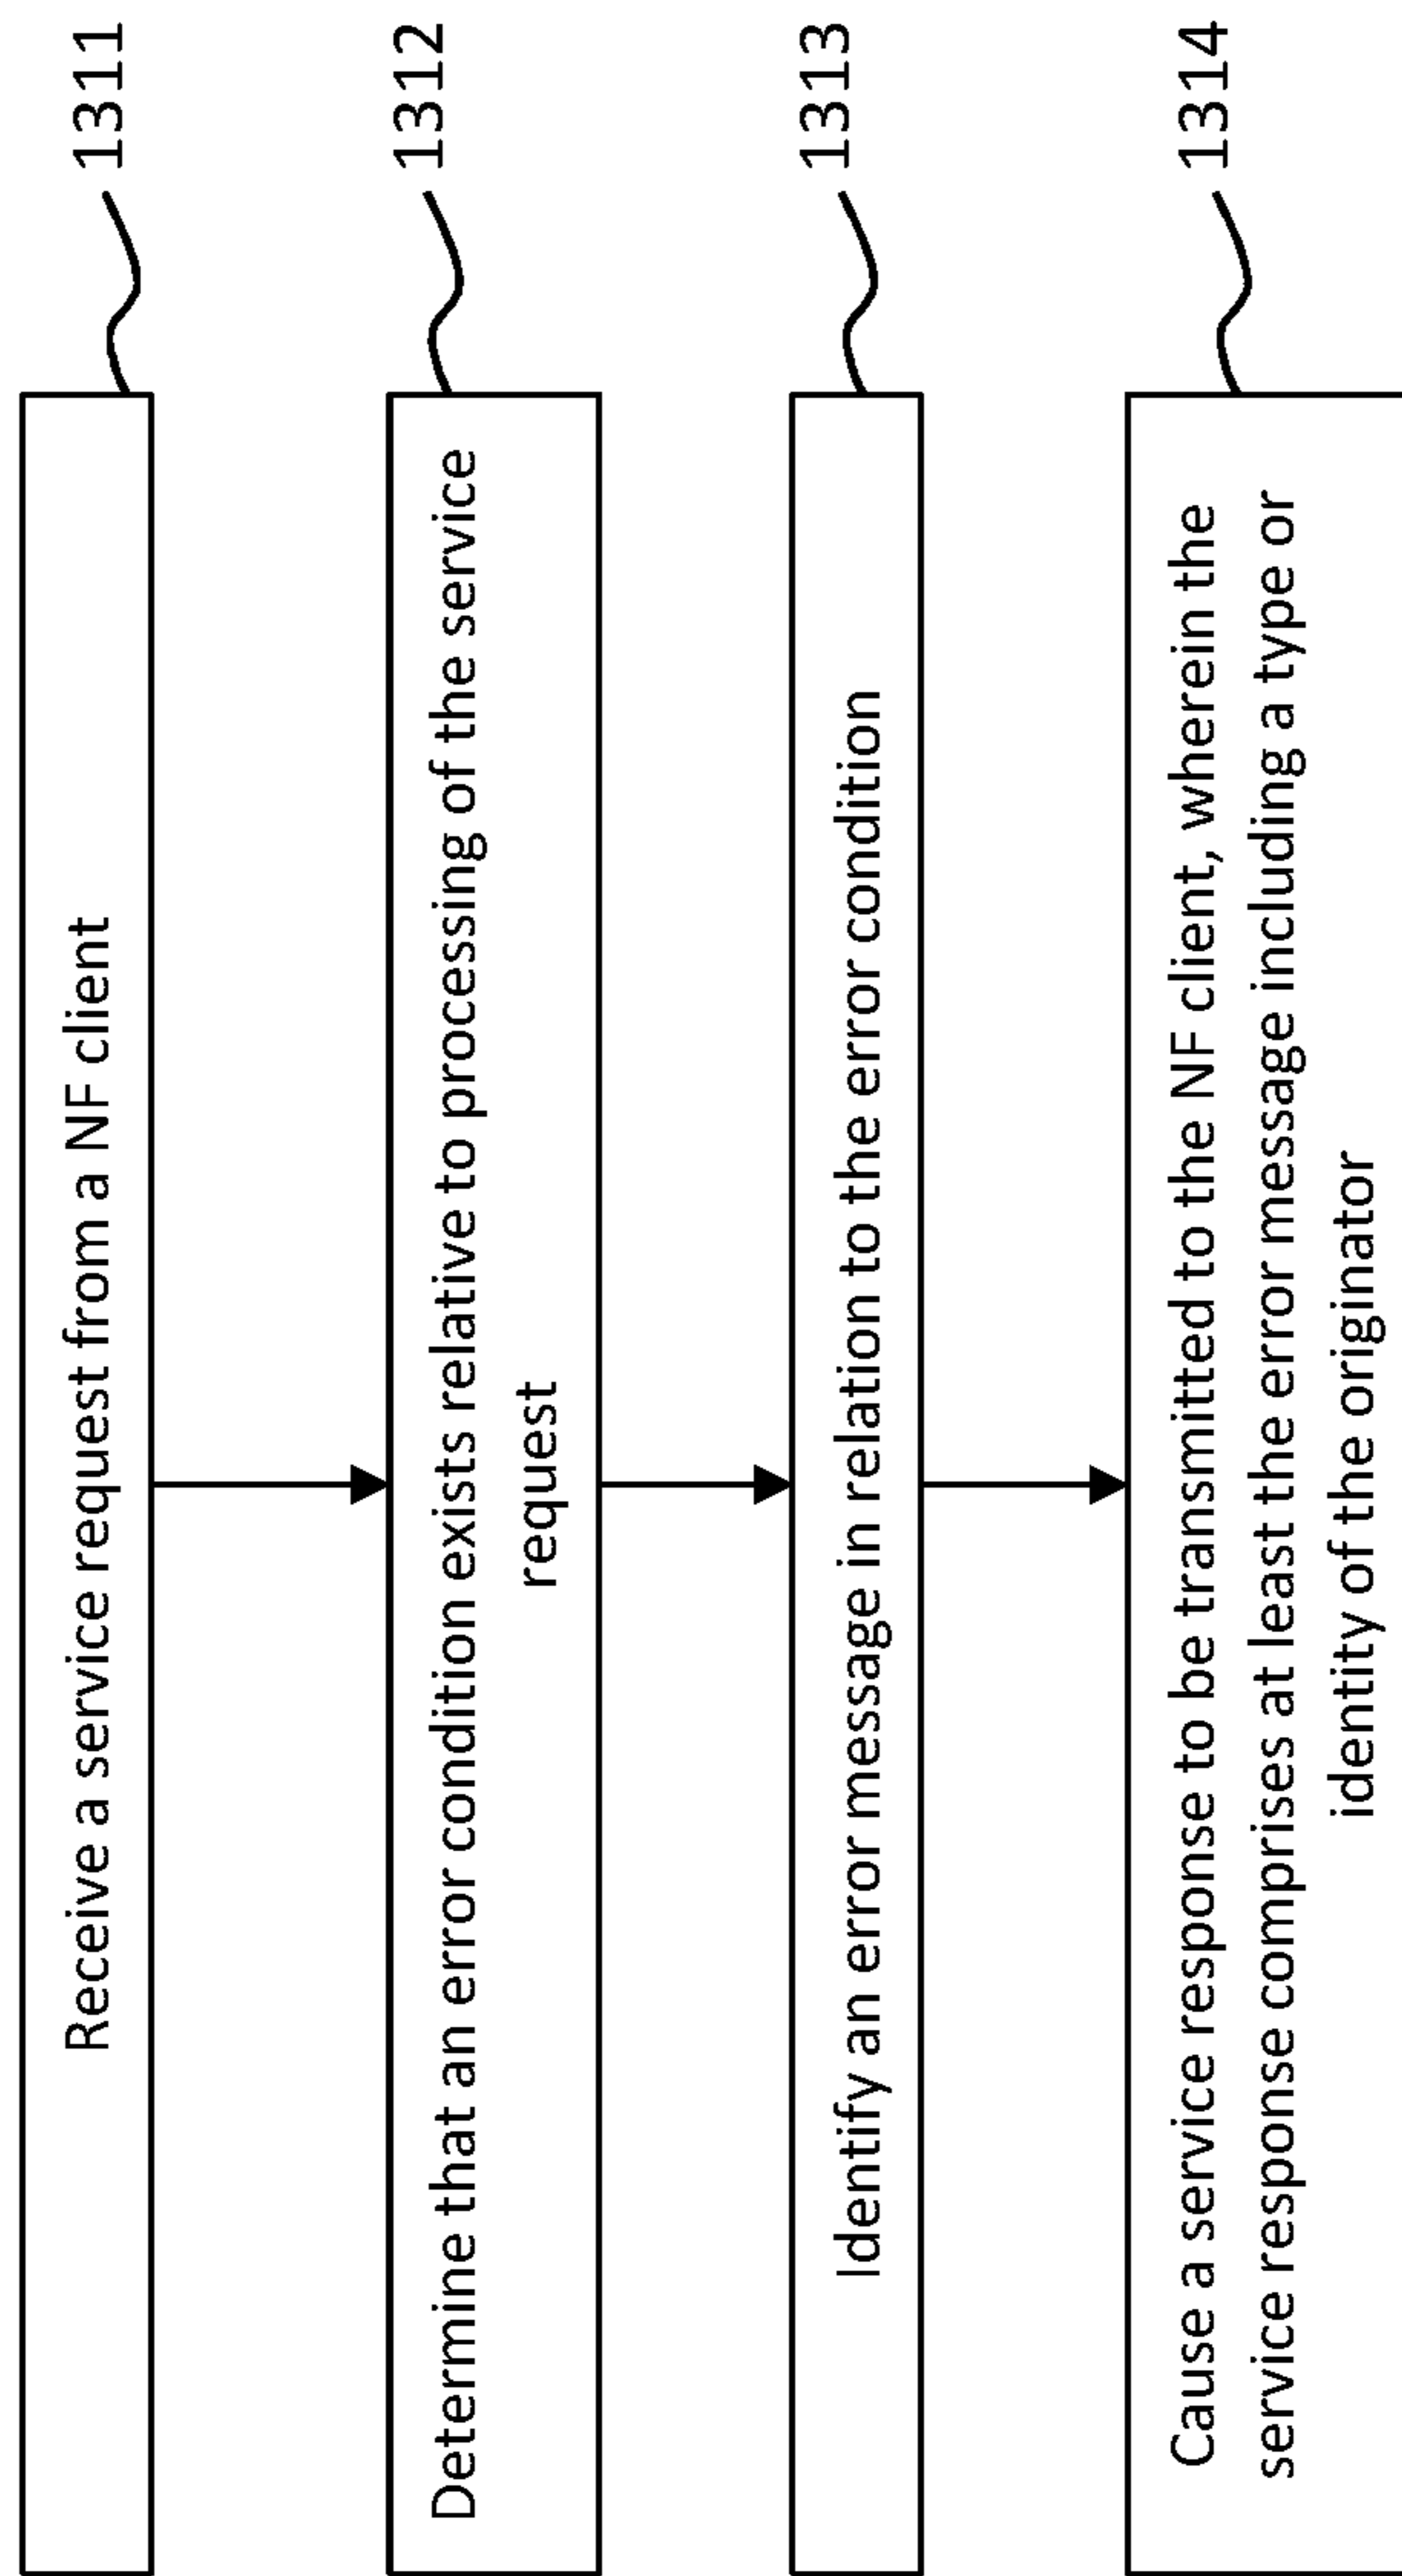 Receive a service request from a NF client
1311
Determine that an error condition exists relative to processing of the service
request
1312
Identify an error message in relation to the error condition
1313
Cause a service response to be transmitted to the NF client, wherein the
service response comprises at least the error message including a type or
identity of the originator
1314